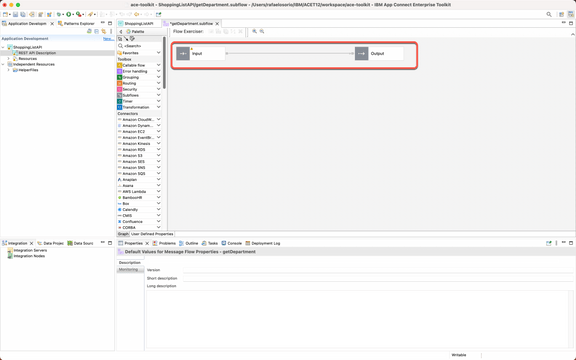 ace-toolkit - ShoppingListAPI/getDepartment.subflow - /Users/rafaelosorio/IBM/ACET12/workspace/ace-toolkit - IBM App Connect Enterprise Toolkit
Application Developm
Patterns Explorer
Application Development
New...
ShoppingListAPI
REST API Description
Resources
Independent Resources
HelperFiles
ShoppingListAPI
*getDepartment.subflow
Palette
Flow Exerciser:
<Search>
Favorites
Toolbox
Callable flow
Error handling
Grouping
Routing
Security
Subflows
Timer
Transformation
Connectors
Amazon CloudW...
Amazon Dynam...
Amazon EC2
Amazon EventBr...
Amazon Kinesis
Amazon RDS
Amazon S3
Amazon SES
Amazon SNS
Amazon SQS
Anaplan
Asana
AWS Lambda
BambooHR
Box
Calendly
CMIS
Confluence
CORBA
Input
Output
Graph
User Defined Properties
Integration
Data Projec
Data Sourc
Integration Servers
Integration Nodes
Properties
Problems
Outline
Tasks
Console
Deployment Log
Default Values for Message Flow Properties - getDepartment
Description
Monitoring
Version
Short description
Long description
Writable